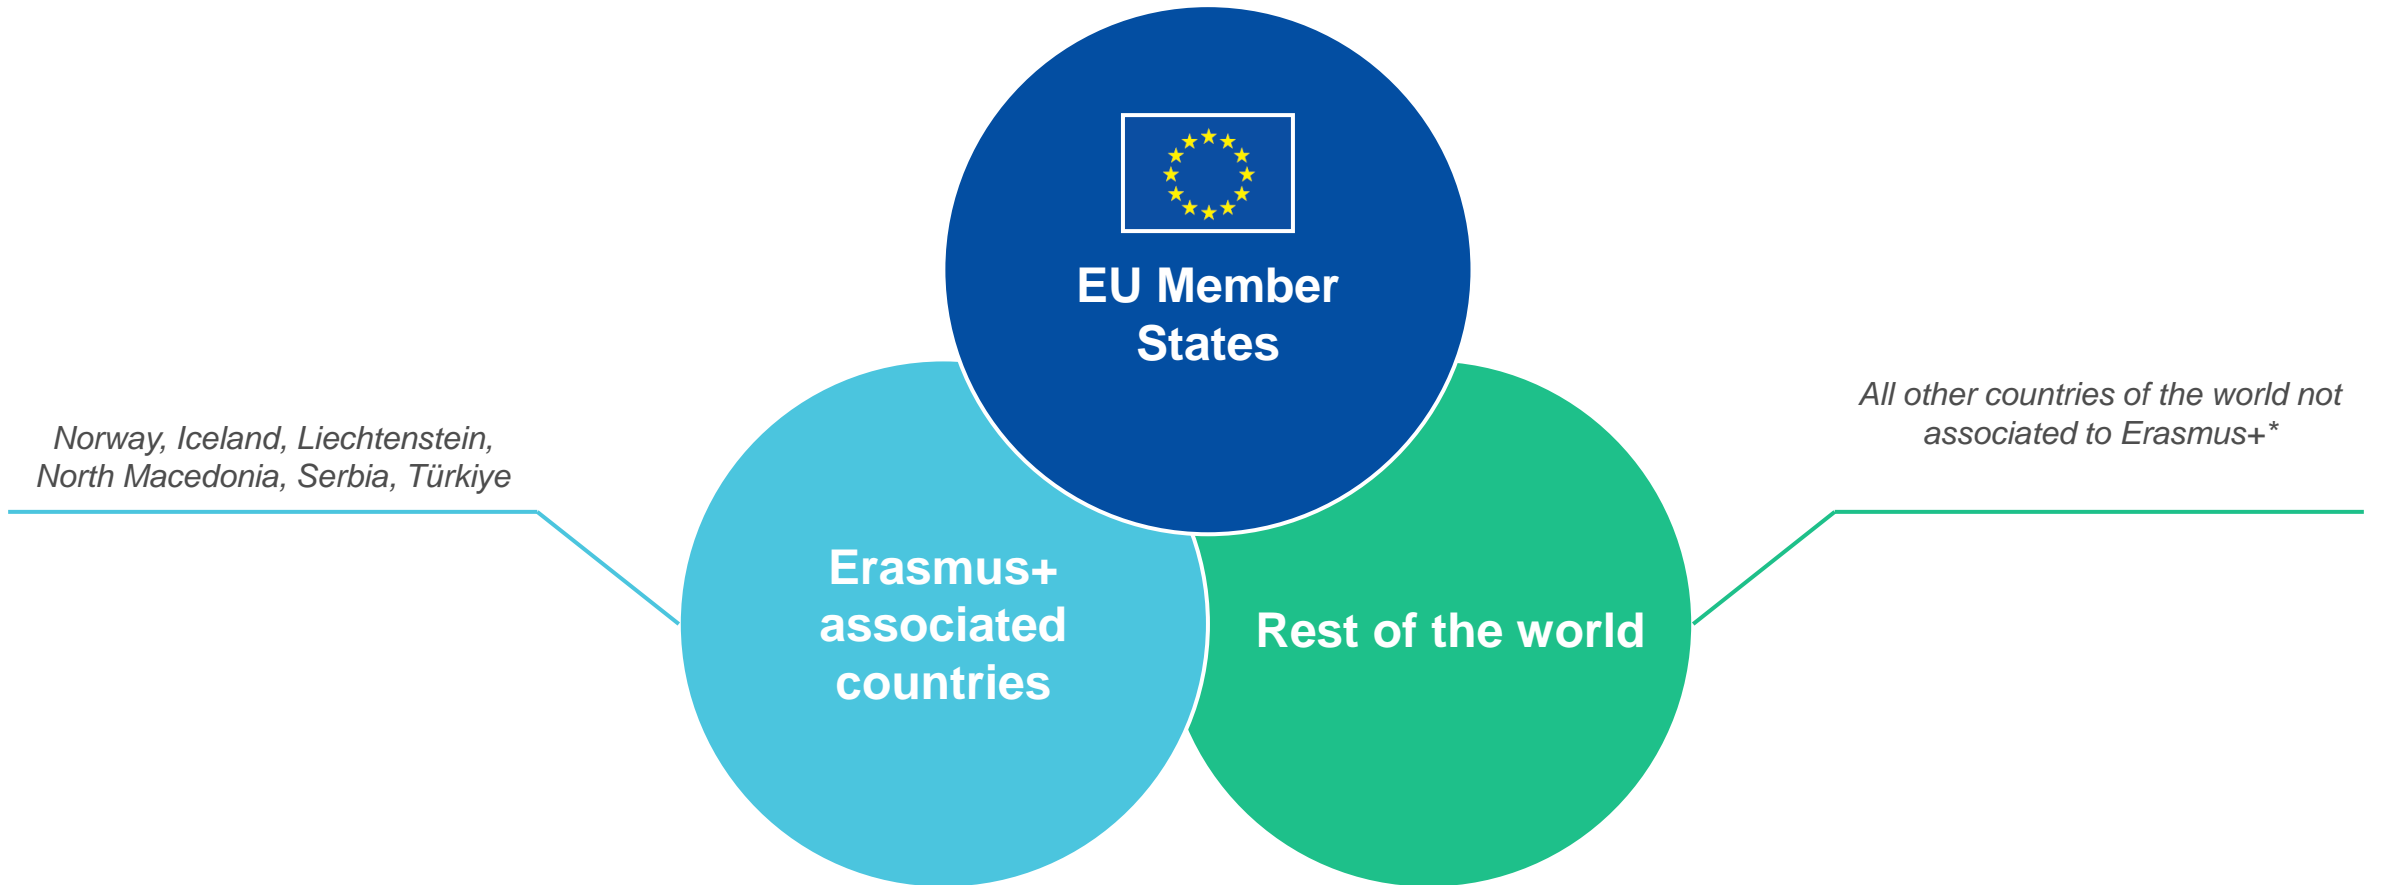 EU Member
States
Norway, Iceland, Liechtenstein,
North Macedonia, Serbia, Türkiye
All other countries of the world not
associated to Erasmus+*
Erasmus+
associated
countries
Rest of the world